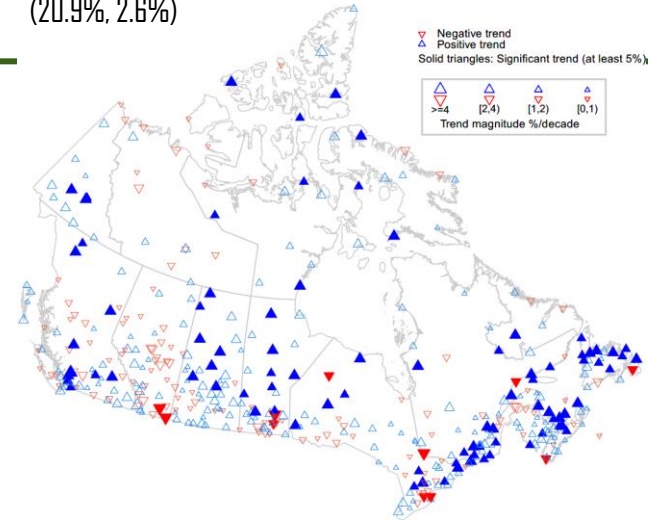 (20.9%, 2.6%)
Negative trend
Positive trend
Solid triangles: Significant trend (at least 5%)
>=4 [2,4) [1,2) [0,1)
Trend magnitude %/decade